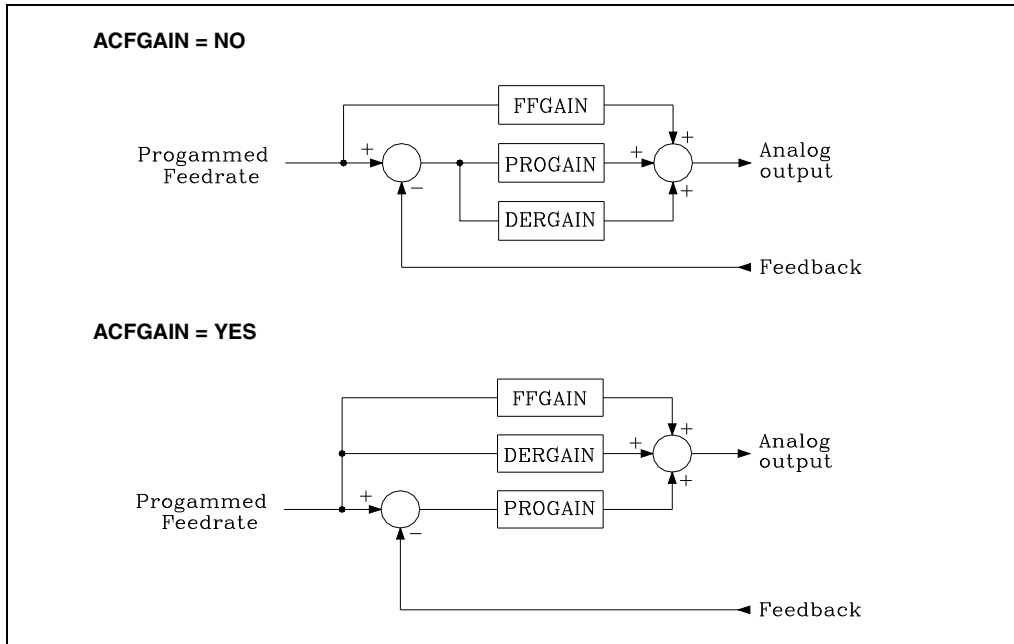 ACFGAIN = NO
FFGAIN
+
Progammed
Feedrate
+
−
PROGAIN
+
Analog
output
DERGAIN
+
Feedback
ACFGAIN = YES
FFGAIN
+
DERGAIN
+
Analog
output
+
Progammed
Feedrate
+
−
PROGAIN
Feedback